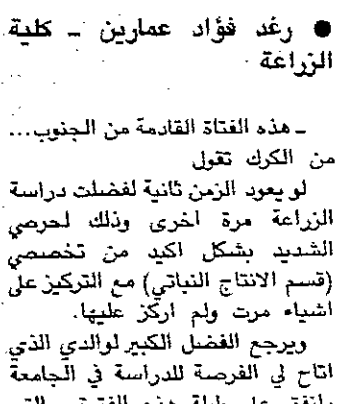 ● رغد فؤاد عمارين - كلية
الزراعة
- هذه الفتاة القادمة من الجنوب...
من الكرك تقول
لو يعود الزمن ثانية لفضلت دراسة
الزراعة مرة اخرى وذلك لحرصي
الشديد بشكل اكيد من تخصصي
(قسم الانتاج النباتي) مع التركيز على
اشياء مرت ولم اركز عليها.
ويرجع الفضل الكبير لوالدي الذي
اتاح لي الفرصة للدراسة في الجامعة